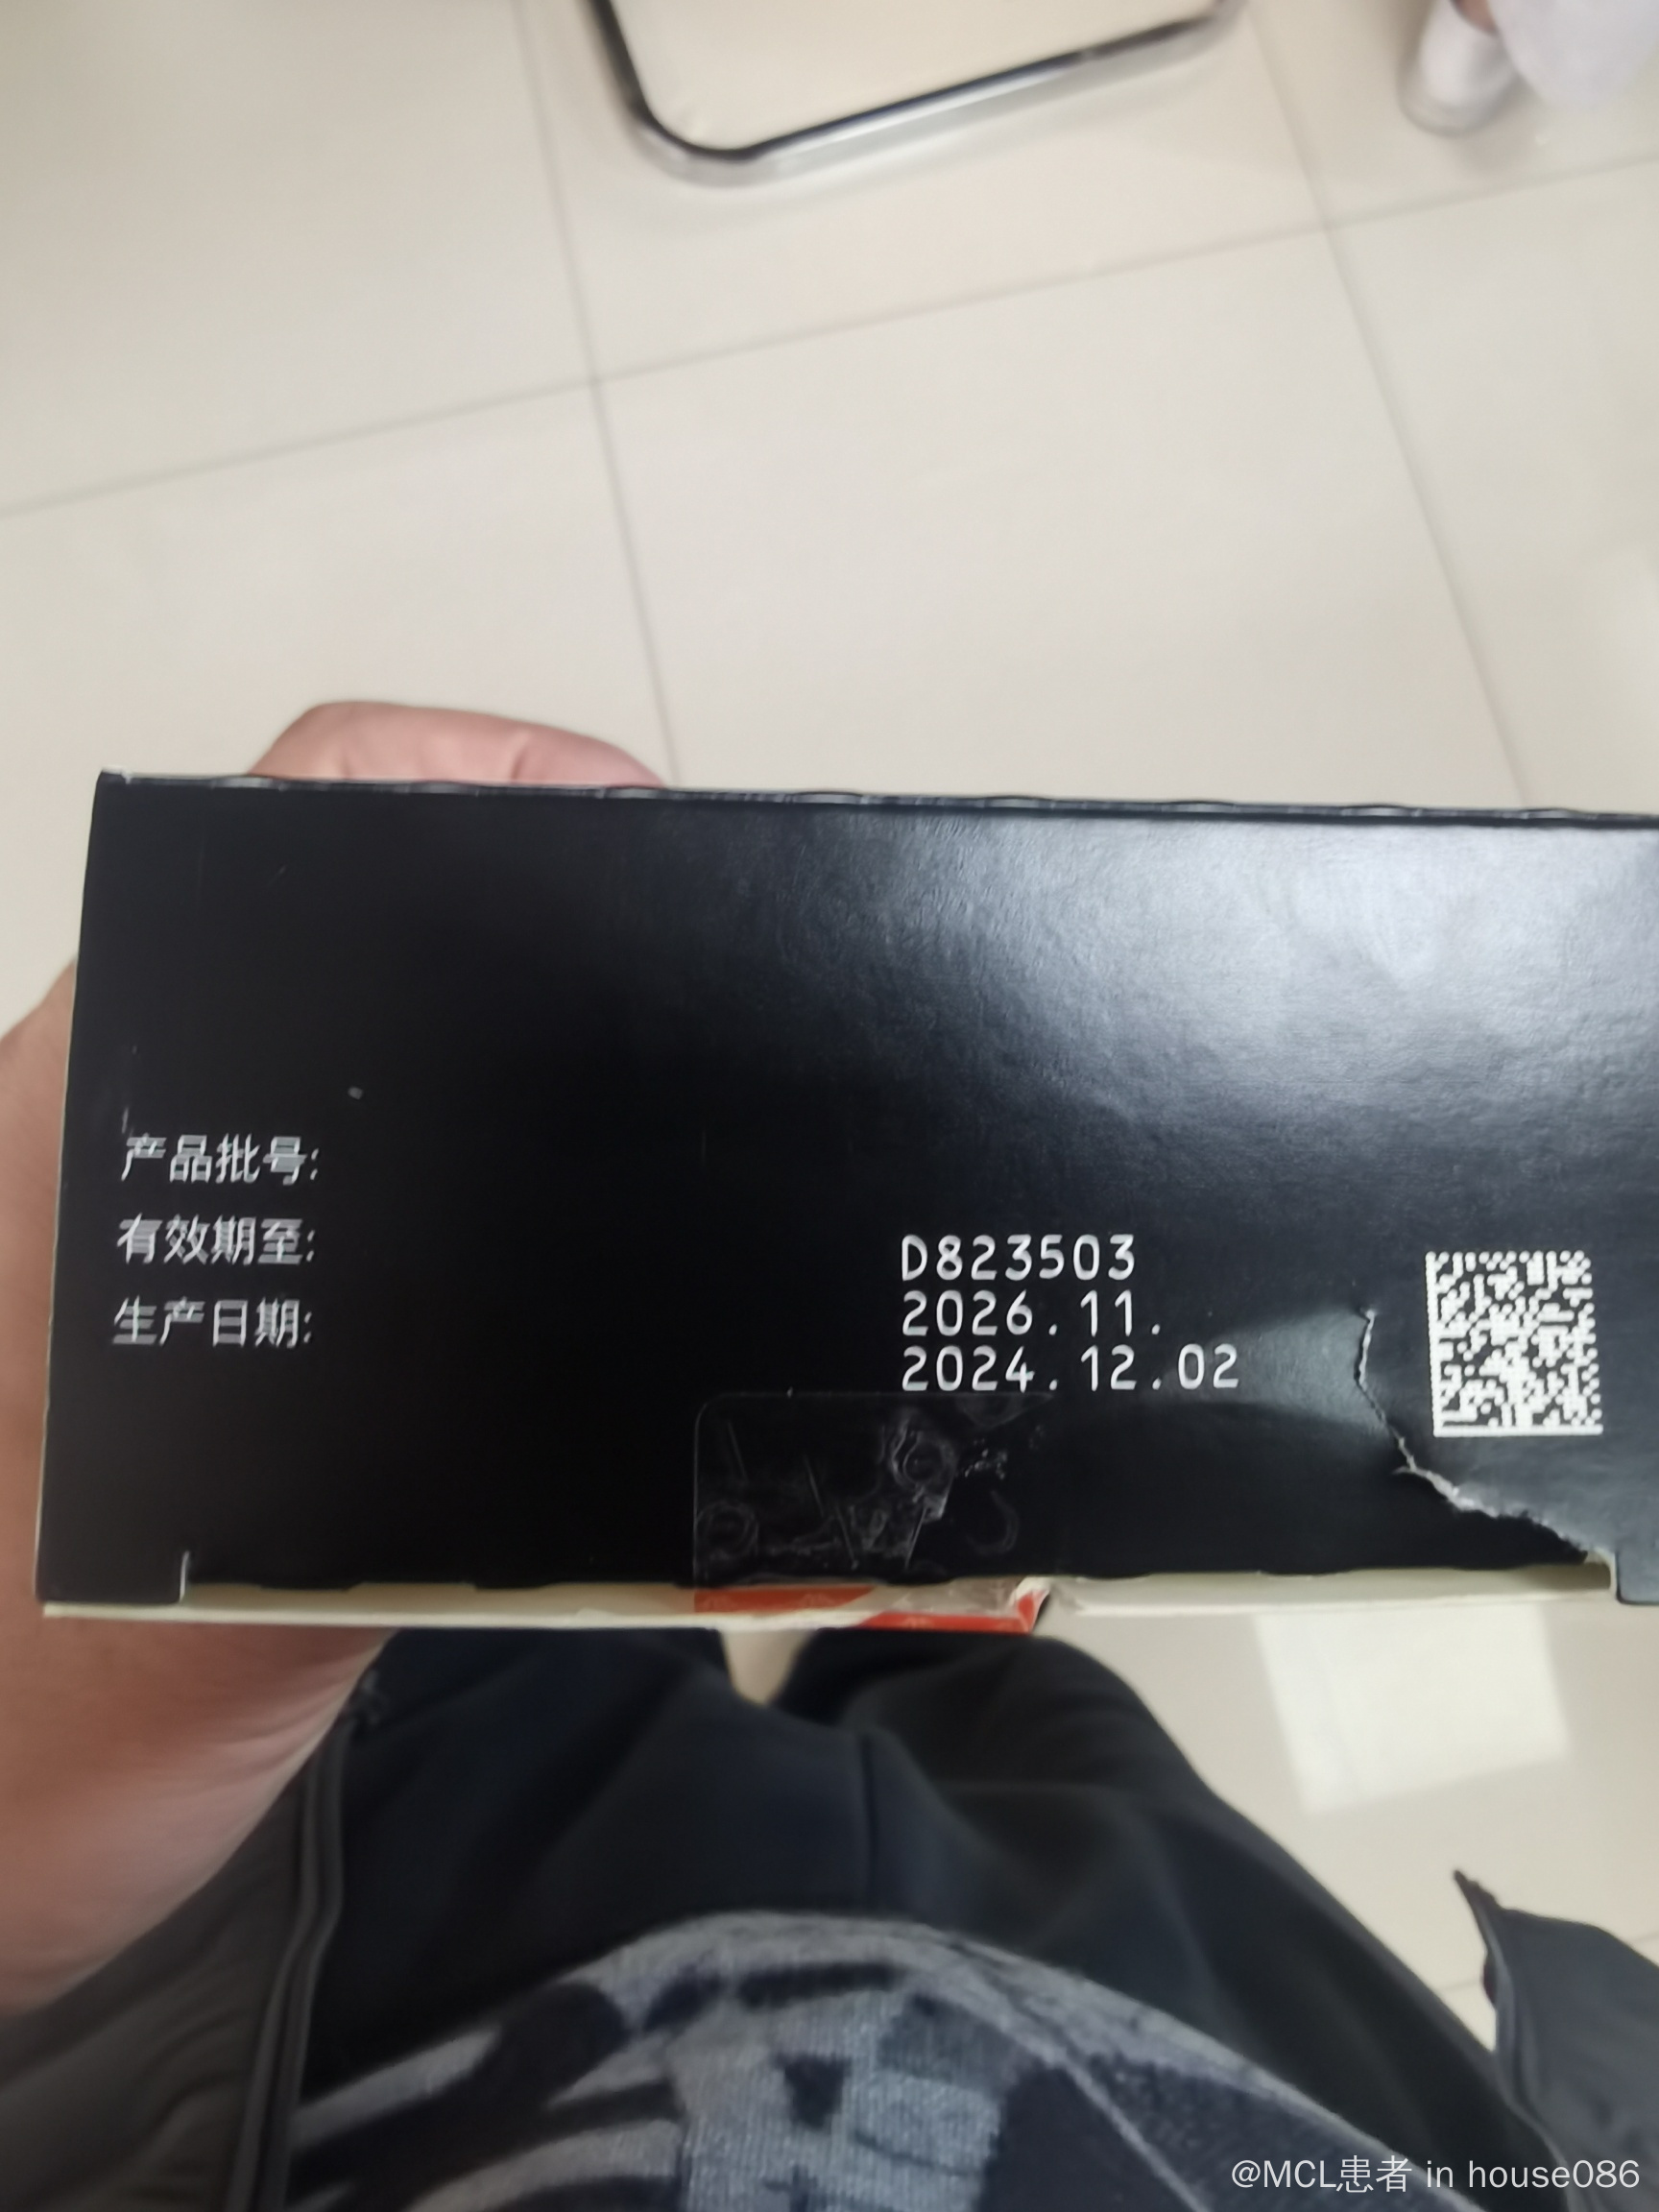 产品批号:
有效期至:
生产日期:
D823503
2026.11.
2024.12.02
@MCL患者 in house086